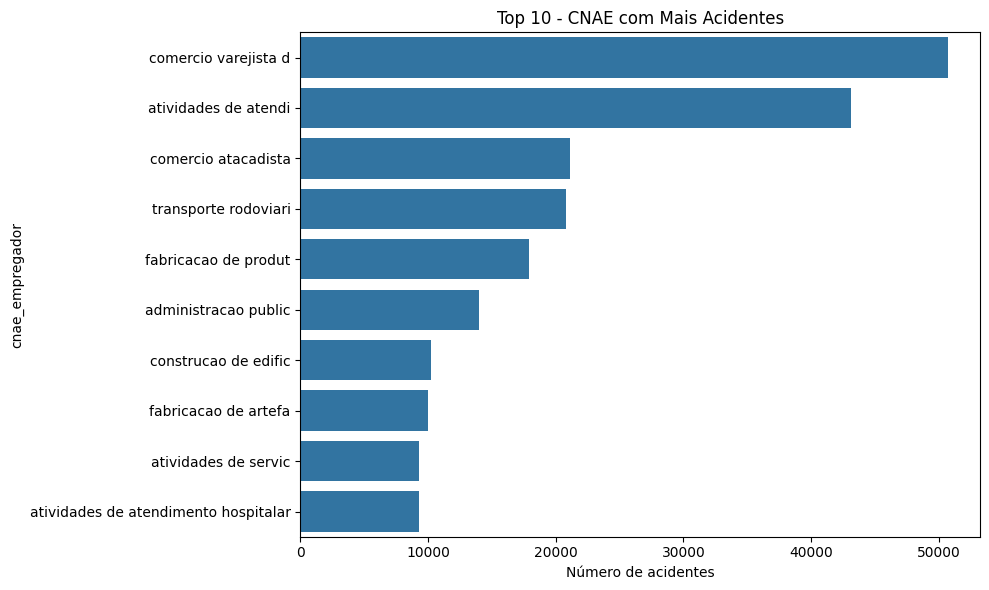 Top 10 - CNAE com Mais Acidentes
cnae_empregador
comercio varejista d
atividades de atendi
comercio atacadista
transporte rodoviari
fabricacao de produt
administracao public
construcao de edific
fabricacao de artefa
atividades de servic
atividades de atendimento hospitalar
0 10000 20000 30000 40000 50000
Número de acidentes